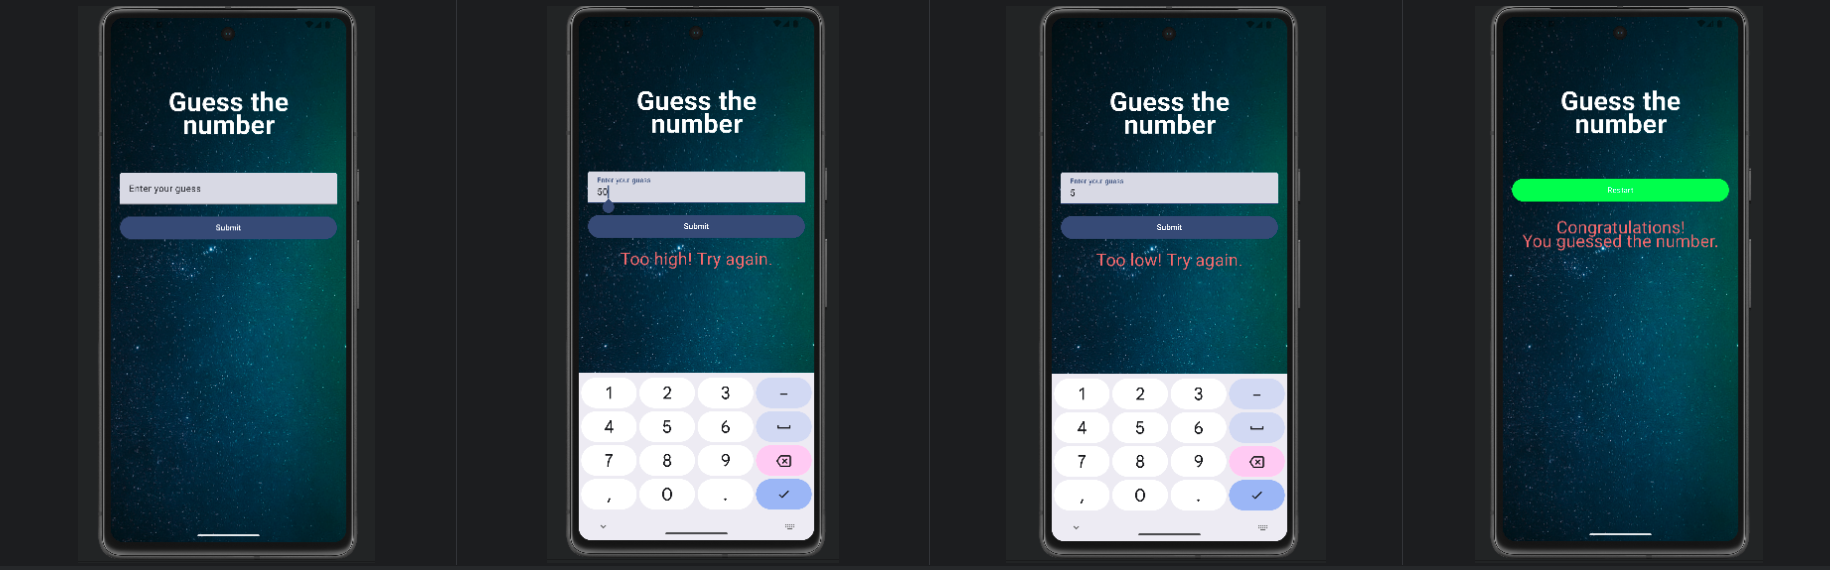 Guess the
number
Enter your guess
Submit
Guess the
number
Enter your guess
50
Submit
Too high! Try again.
1 2 3 -
4 5 6
7 8 9
, 0 .
Guess the
number
Enter your guess
5
Submit
Too low! Try again.
1 2 3 -
4 5 6
7 8 9
, 0 .
Guess the
number
Restart
Congratulations!
You guessed the number.